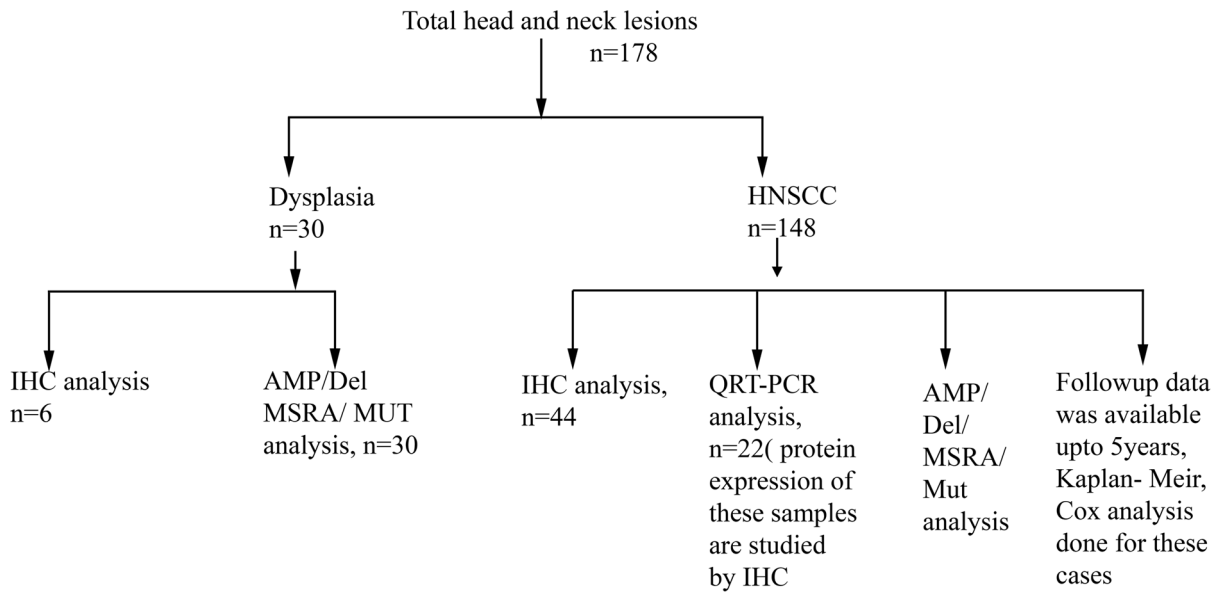 Total head and neck lesions
n=178
Dysplasia
n=30
HNSCC
n=148
IHC analysis
n=6
AMP/Del
MSRA/ MUT
analysis, n=30
IHC analysis,
n=44
QRT-PCR
analysis,
n=22( protein
expression of
these samples
are studied
by IHC
AMP/
Del/
MSRA/
Mut
analysis
Followup data
was available
upto 5years,
Kaplan- Meir,
Cox analysis
done for these
cases